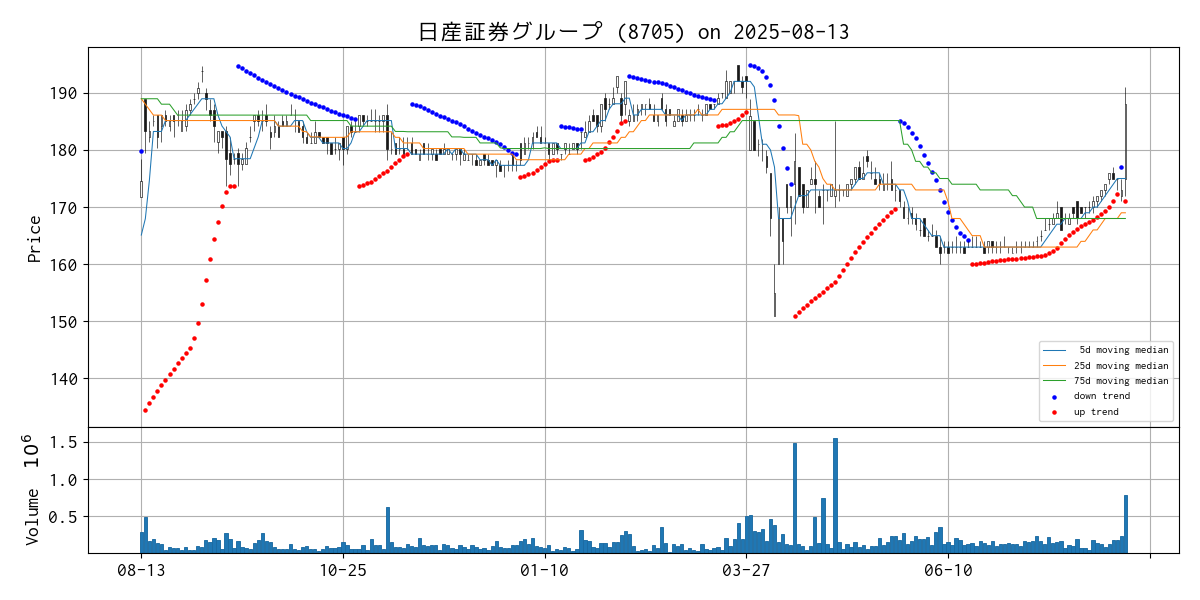 日産証券グループ (8705) on 2025-08-13
190
180
170
160
150
140
Price
5d moving median
25d moving median
75d moving median
down trend
up trend
1.5
1.0
0.5
Volume 10^6
08-13
10-25
01-10
03-27
06-10